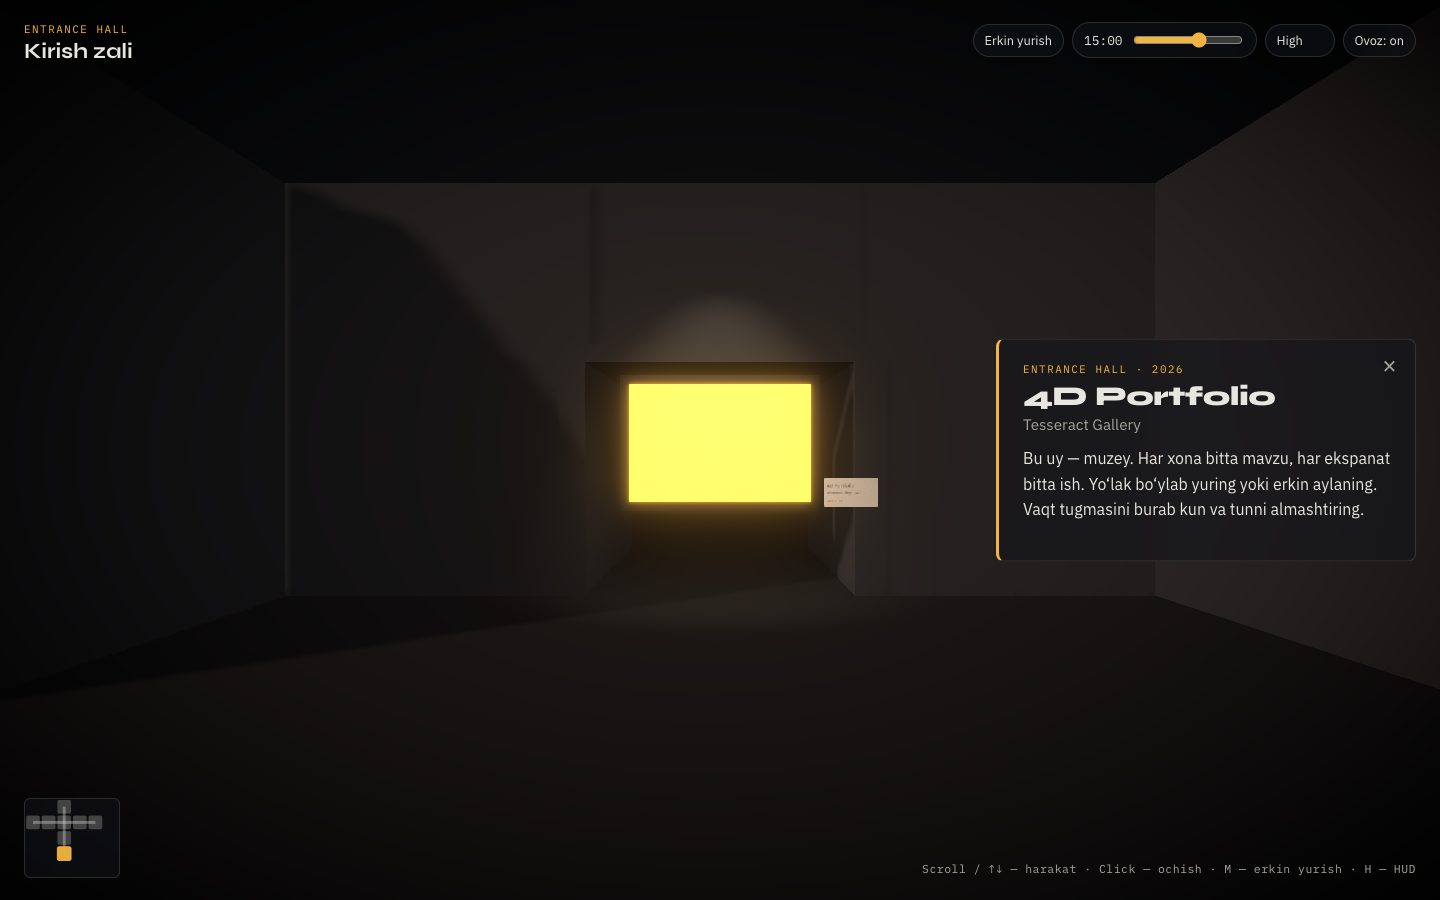 ENTRANCE HALL
Kirish zali
Erkin yurish
15:00
High
Ovoz: on
ENTRANCE HALL · 2026
4D Portfolio
Tesseract Gallery
Bu uy — muzey. Har xona bitta mavzu, har ekspanat
bitta ish. Yo‘lak bo‘ylab yuring yoki erkin aylaning.
Vaqt tugmasini burab kun va tunni almashtiring.
Scroll / ↑↓ — harakat · Click — ochish · M — erkin yurish · H — HUD